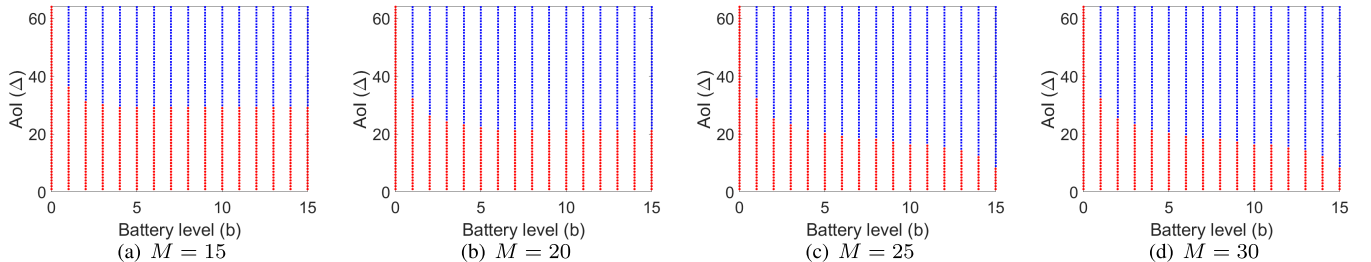 60
40
20
0
AoI (Δ)
0 5 10 15
Battery level (b)
(a) M = 15
60
40
20
0
AoI (Δ)
0 5 10 15
Battery level (b)
(b) M = 20
60
40
20
0
AoI (Δ)
0 5 10 15
Battery level (b)
(c) M = 25
60
40
20
0
AoI (Δ)
0 5 10 15
Battery level (b)
(d) M = 30